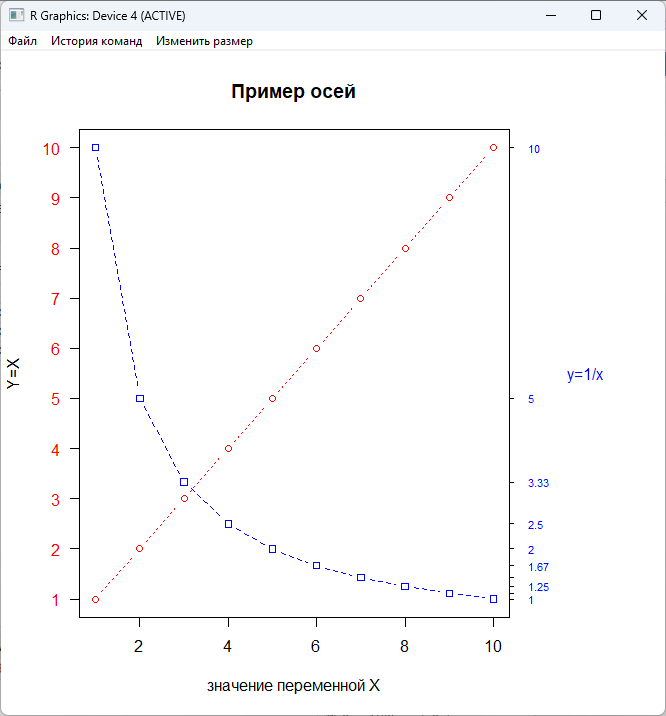 R Graphics: Device 4 (ACTIVE)
Файл История команд Изменить размер
Пример осей
10
9
8
7
6
5
4
3
2
1
Y=X
10
5
3.33
2.5
2
1.67
1.25
1
y=1/x
2 4 6 8 10
значение переменной X